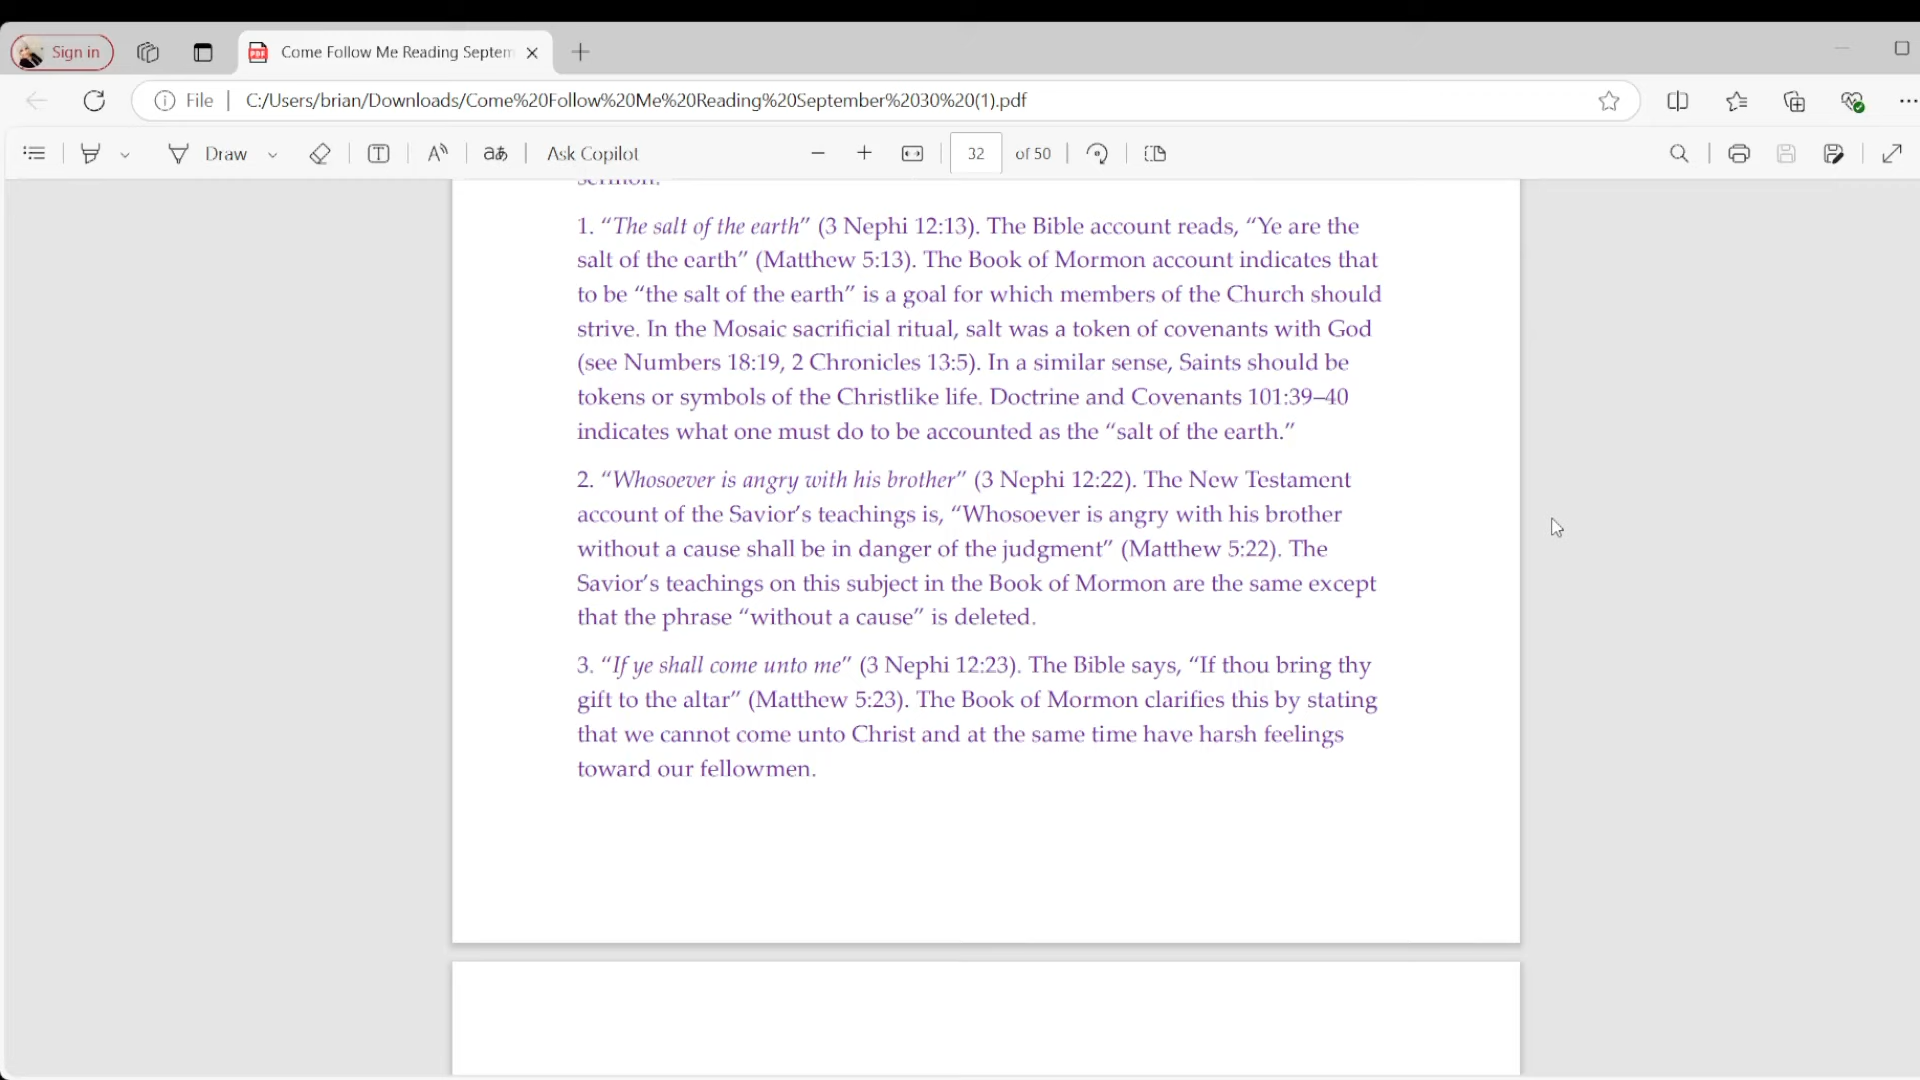 Sign in
Come Follow Me Reading Septem
File
C:/Users/brian/Downloads/Come%20Follow%20Me%20Reading%20September%2030%20(1).pdf
Draw
aあ
Ask Copilot
32
of 50
sermon.
1. “The salt of the earth” (3 Nephi 12:13). The Bible account reads, “Ye are the
salt of the earth” (Matthew 5:13). The Book of Mormon account indicates that
to be “the salt of the earth” is a goal for which members of the Church should
strive. In the Mosaic sacrificial ritual, salt was a token of covenants with God
(see Numbers 18:19, 2 Chronicles 13:5). In a similar sense, Saints should be
tokens or symbols of the Christlike life. Doctrine and Covenants 101:39–40
indicates what one must do to be accounted as the “salt of the earth.”
2. “Whosoever is angry with his brother” (3 Nephi 12:22). The New Testament
account of the Savior’s teachings is, “Whosoever is angry with his brother
without a cause shall be in danger of the judgment” (Matthew 5:22). The
Savior’s teachings on this subject in the Book of Mormon are the same except
that the phrase “without a cause” is deleted.
3. “If ye shall come unto me” (3 Nephi 12:23). The Bible says, “If thou bring thy
gift to the altar” (Matthew 5:23). The Book of Mormon clarifies this by stating
that we cannot come unto Christ and at the same time have harsh feelings
toward our fellowmen.